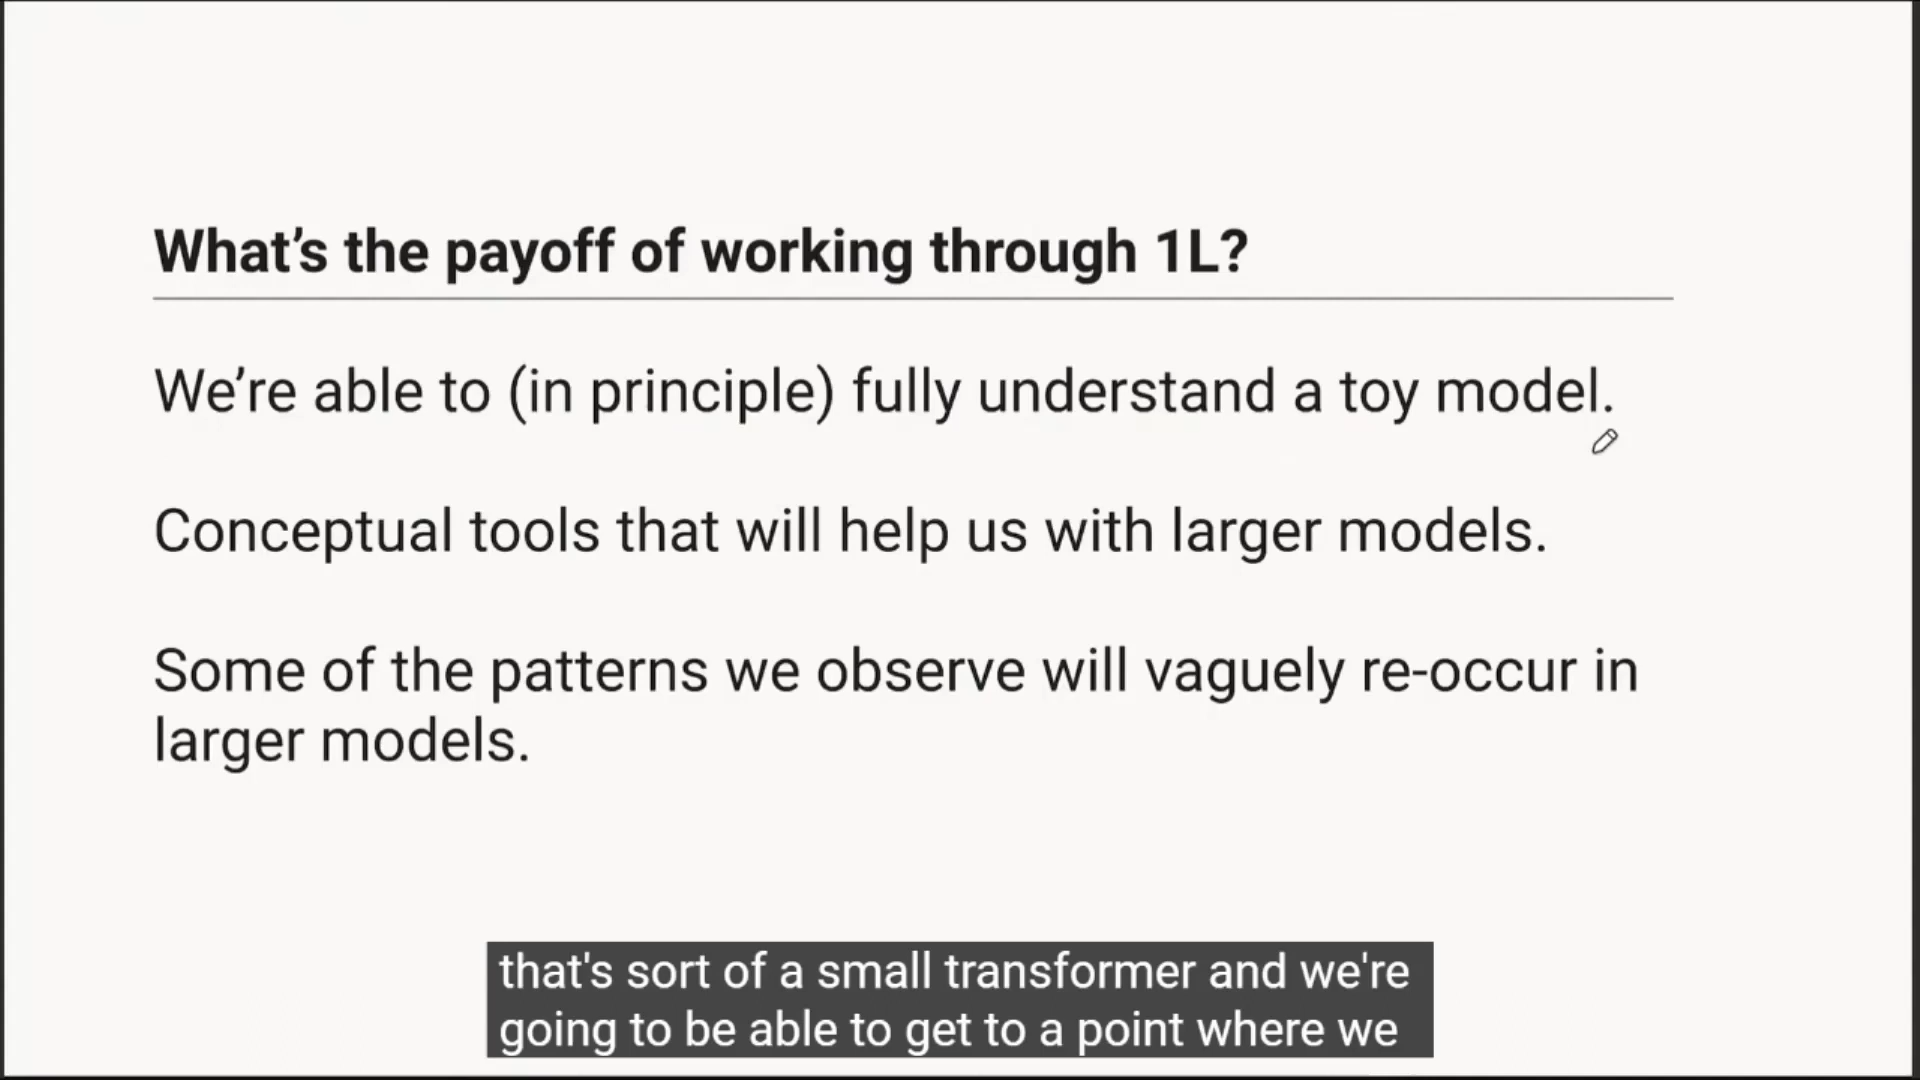 What’s the payoff of working through 1L?
We’re able to (in principle) fully understand a toy model.
Conceptual tools that will help us with larger models.
Some of the patterns we observe will vaguely re-occur in
larger models.
that's sort of a small transformer and we're
going to be able to get to a point where we